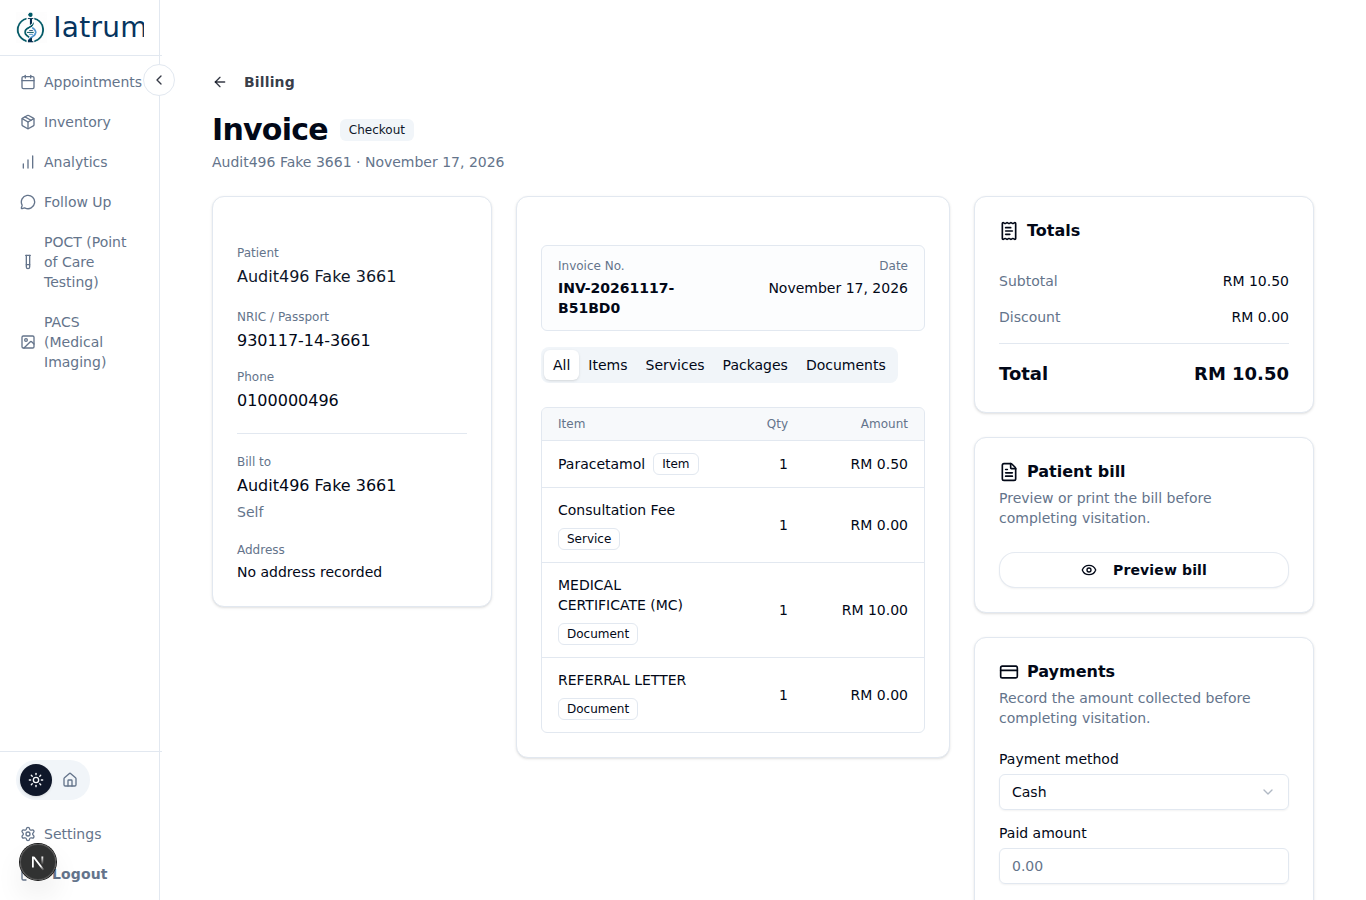 Iatrum
Appointments
Inventory
Analytics
Follow Up
POCT (Point
of Care
Testing)
PACS
(Medical
Imaging)
Settings
N
Logout
Billing
Invoice
Checkout
Audit496 Fake 3661 · November 17, 2026
Patient
Audit496 Fake 3661
NRIC / Passport
930117-14-3661
Phone
0100000496
Bill to
Audit496 Fake 3661
Self
Address
No address recorded
Invoice No.
INV-20261117-
B51BD0
Date
November 17, 2026
All Items Services Packages Documents
Item Qty Amount
Paracetamol Item 1 RM 0.50
Consultation Fee
Service
1 RM 0.00
MEDICAL
CERTIFICATE (MC)
Document
1 RM 10.00
REFERRAL LETTER
Document
1 RM 0.00
Totals
Subtotal RM 10.50
Discount RM 0.00
Total RM 10.50
Patient bill
Preview or print the bill before
completing visitation.
Preview bill
Payments
Record the amount collected before
completing visitation.
Payment method
Cash
Paid amount
0.00